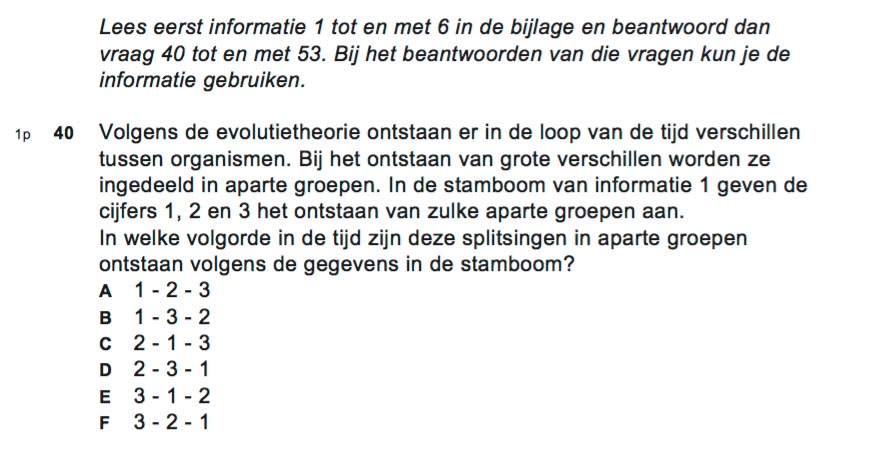 Lees eerst informatie 1 tot en met 6 in de bijlage en beantwoord dan
vraag 40 tot en met 53. Bij het beantwoorden van die vragen kun je de
informatie gebruiken.
1p 40 Volgens de evolutietheorie ontstaan er in de loop van de tijd verschillen
tussen organismen. Bij het ontstaan van grote verschillen worden ze
ingedeeld in aparte groepen. In de stamboom van informatie 1 geven de
cijfers 1, 2 en 3 het ontstaan van zulke aparte groepen aan.
In welke volgorde in de tijd zijn deze splitsingen in aparte groepen
ontstaan volgens de gegevens in de stamboom?
A 1 - 2 - 3
B 1 - 3 - 2
C 2 - 1 - 3
D 2 - 3 - 1
E 3 - 1 - 2
F 3 - 2 - 1